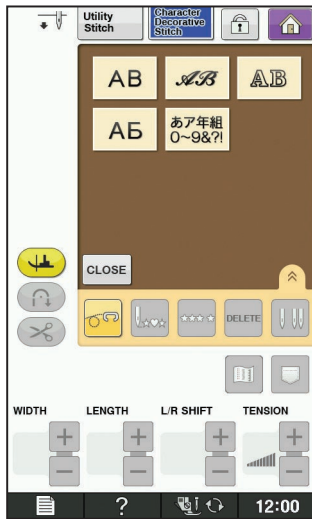 Utility
Stitch
Character
Decorative
Stitch
AB
AB
AB
АБ
あア年組
0~9&?!
CLOSE
DELETE
WIDTH
LENGTH
L/R SHIFT
TENSION
+
+
+
+
−
−
−
−
?
12:00